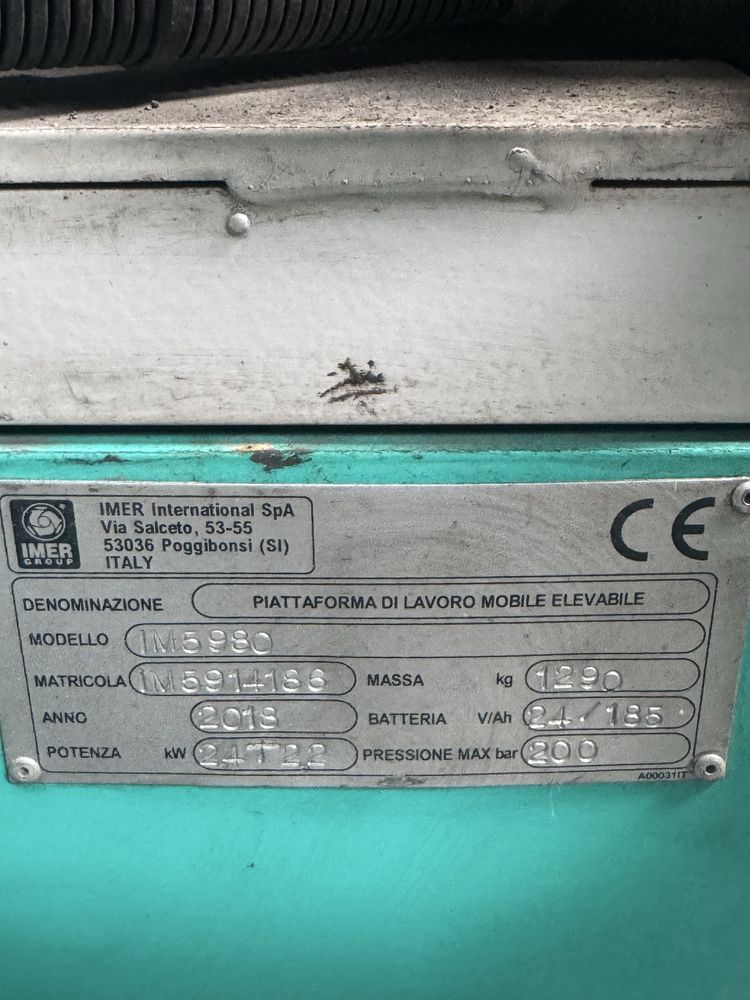 IMER
GROUP
IMER International SpA
Via Salceto, 53-55
53036 Poggibonsi (SI)
ITALY
CE
DENOMINAZIONE PIATTAFORMA DI LAVORO MOBILE ELEVABILE
MODELLO IM5980
MATRICOLA IM5914186 MASSA kg 1290
ANNO 2018 BATTERIA V/Ah 24/185
POTENZA kW 24T22 PRESSIONE MAX bar 200
A00031IT